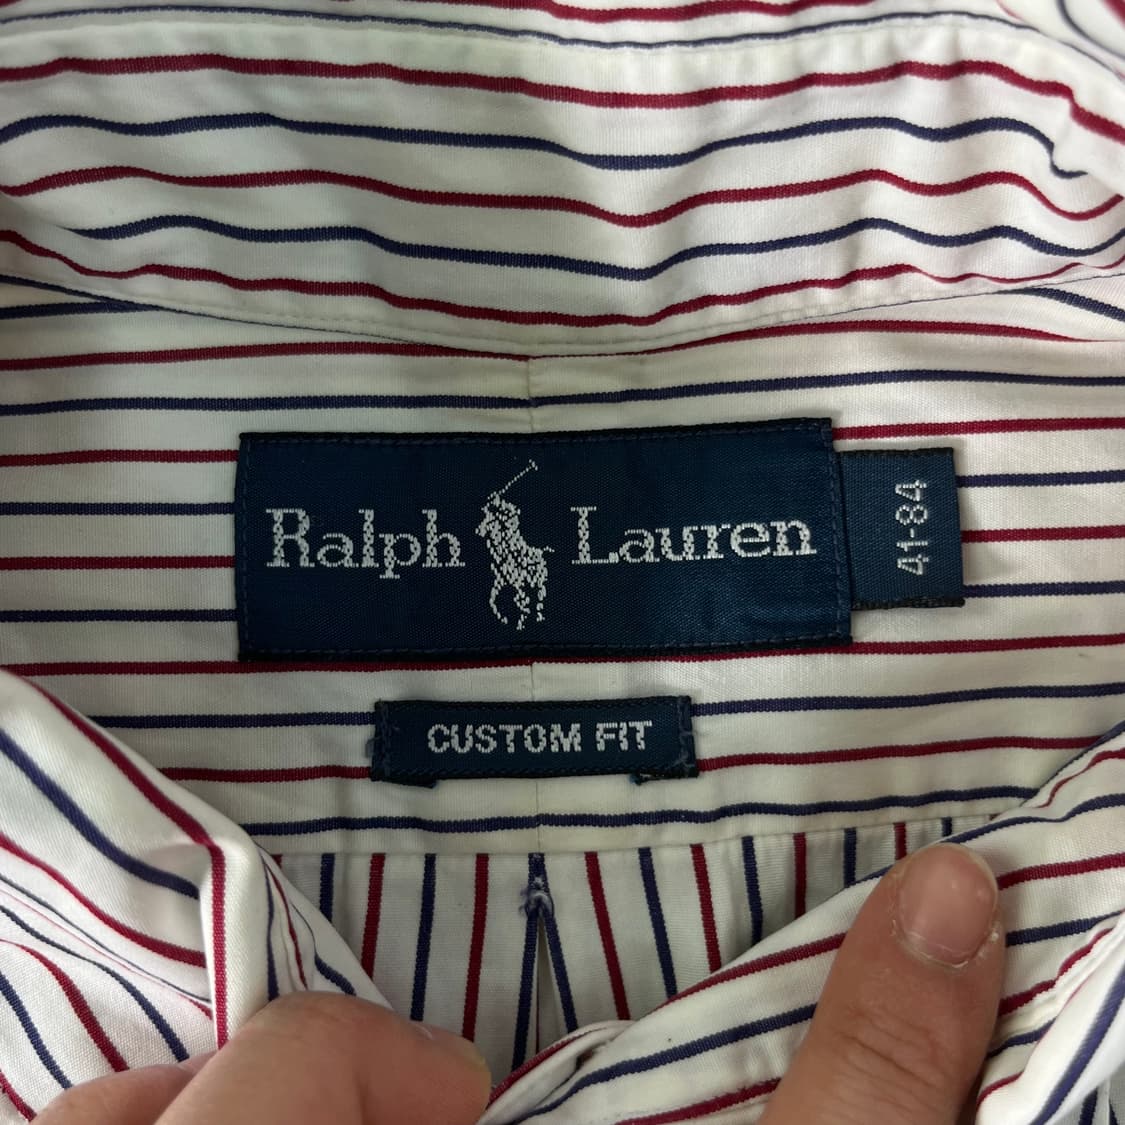 Ralph Lauren
41-84
CUSTOM FIT